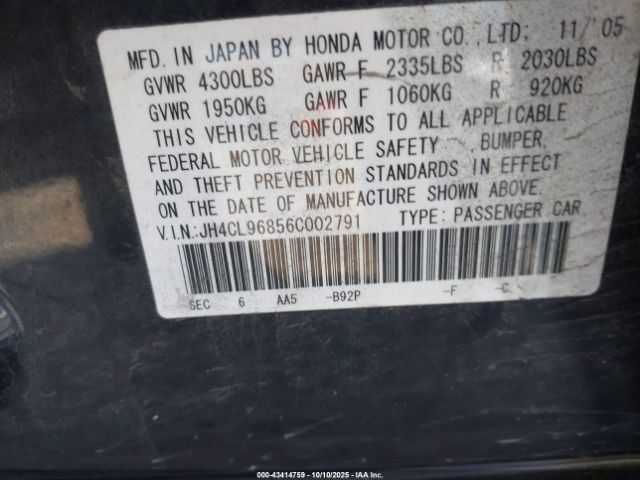 MFD. IN JAPAN BY HONDA MOTOR CO.,LTD: 11/'05
GVWR 4300LBS GAWR F 2335LBS R 2030LBS
GVWR 1950KG GAWR F 1060KG R 920KG
THIS VEHICLE CONFORMS TO ALL APPLICABLE
FEDERAL MOTOR VEHICLE SAFETY ,BUMPER,
AND THEFT PREVENTION STANDARDS IN EFFECT
ON THE DATE OF MANUFACTURE SHOWN ABOVE.
V.I.N.:JH4CL96856C002791 TYPE: PASSENGER CAR
SEC 6 AA5 -B92P -F -C
000-43414759 - 10/10/2025 - IAA Inc.